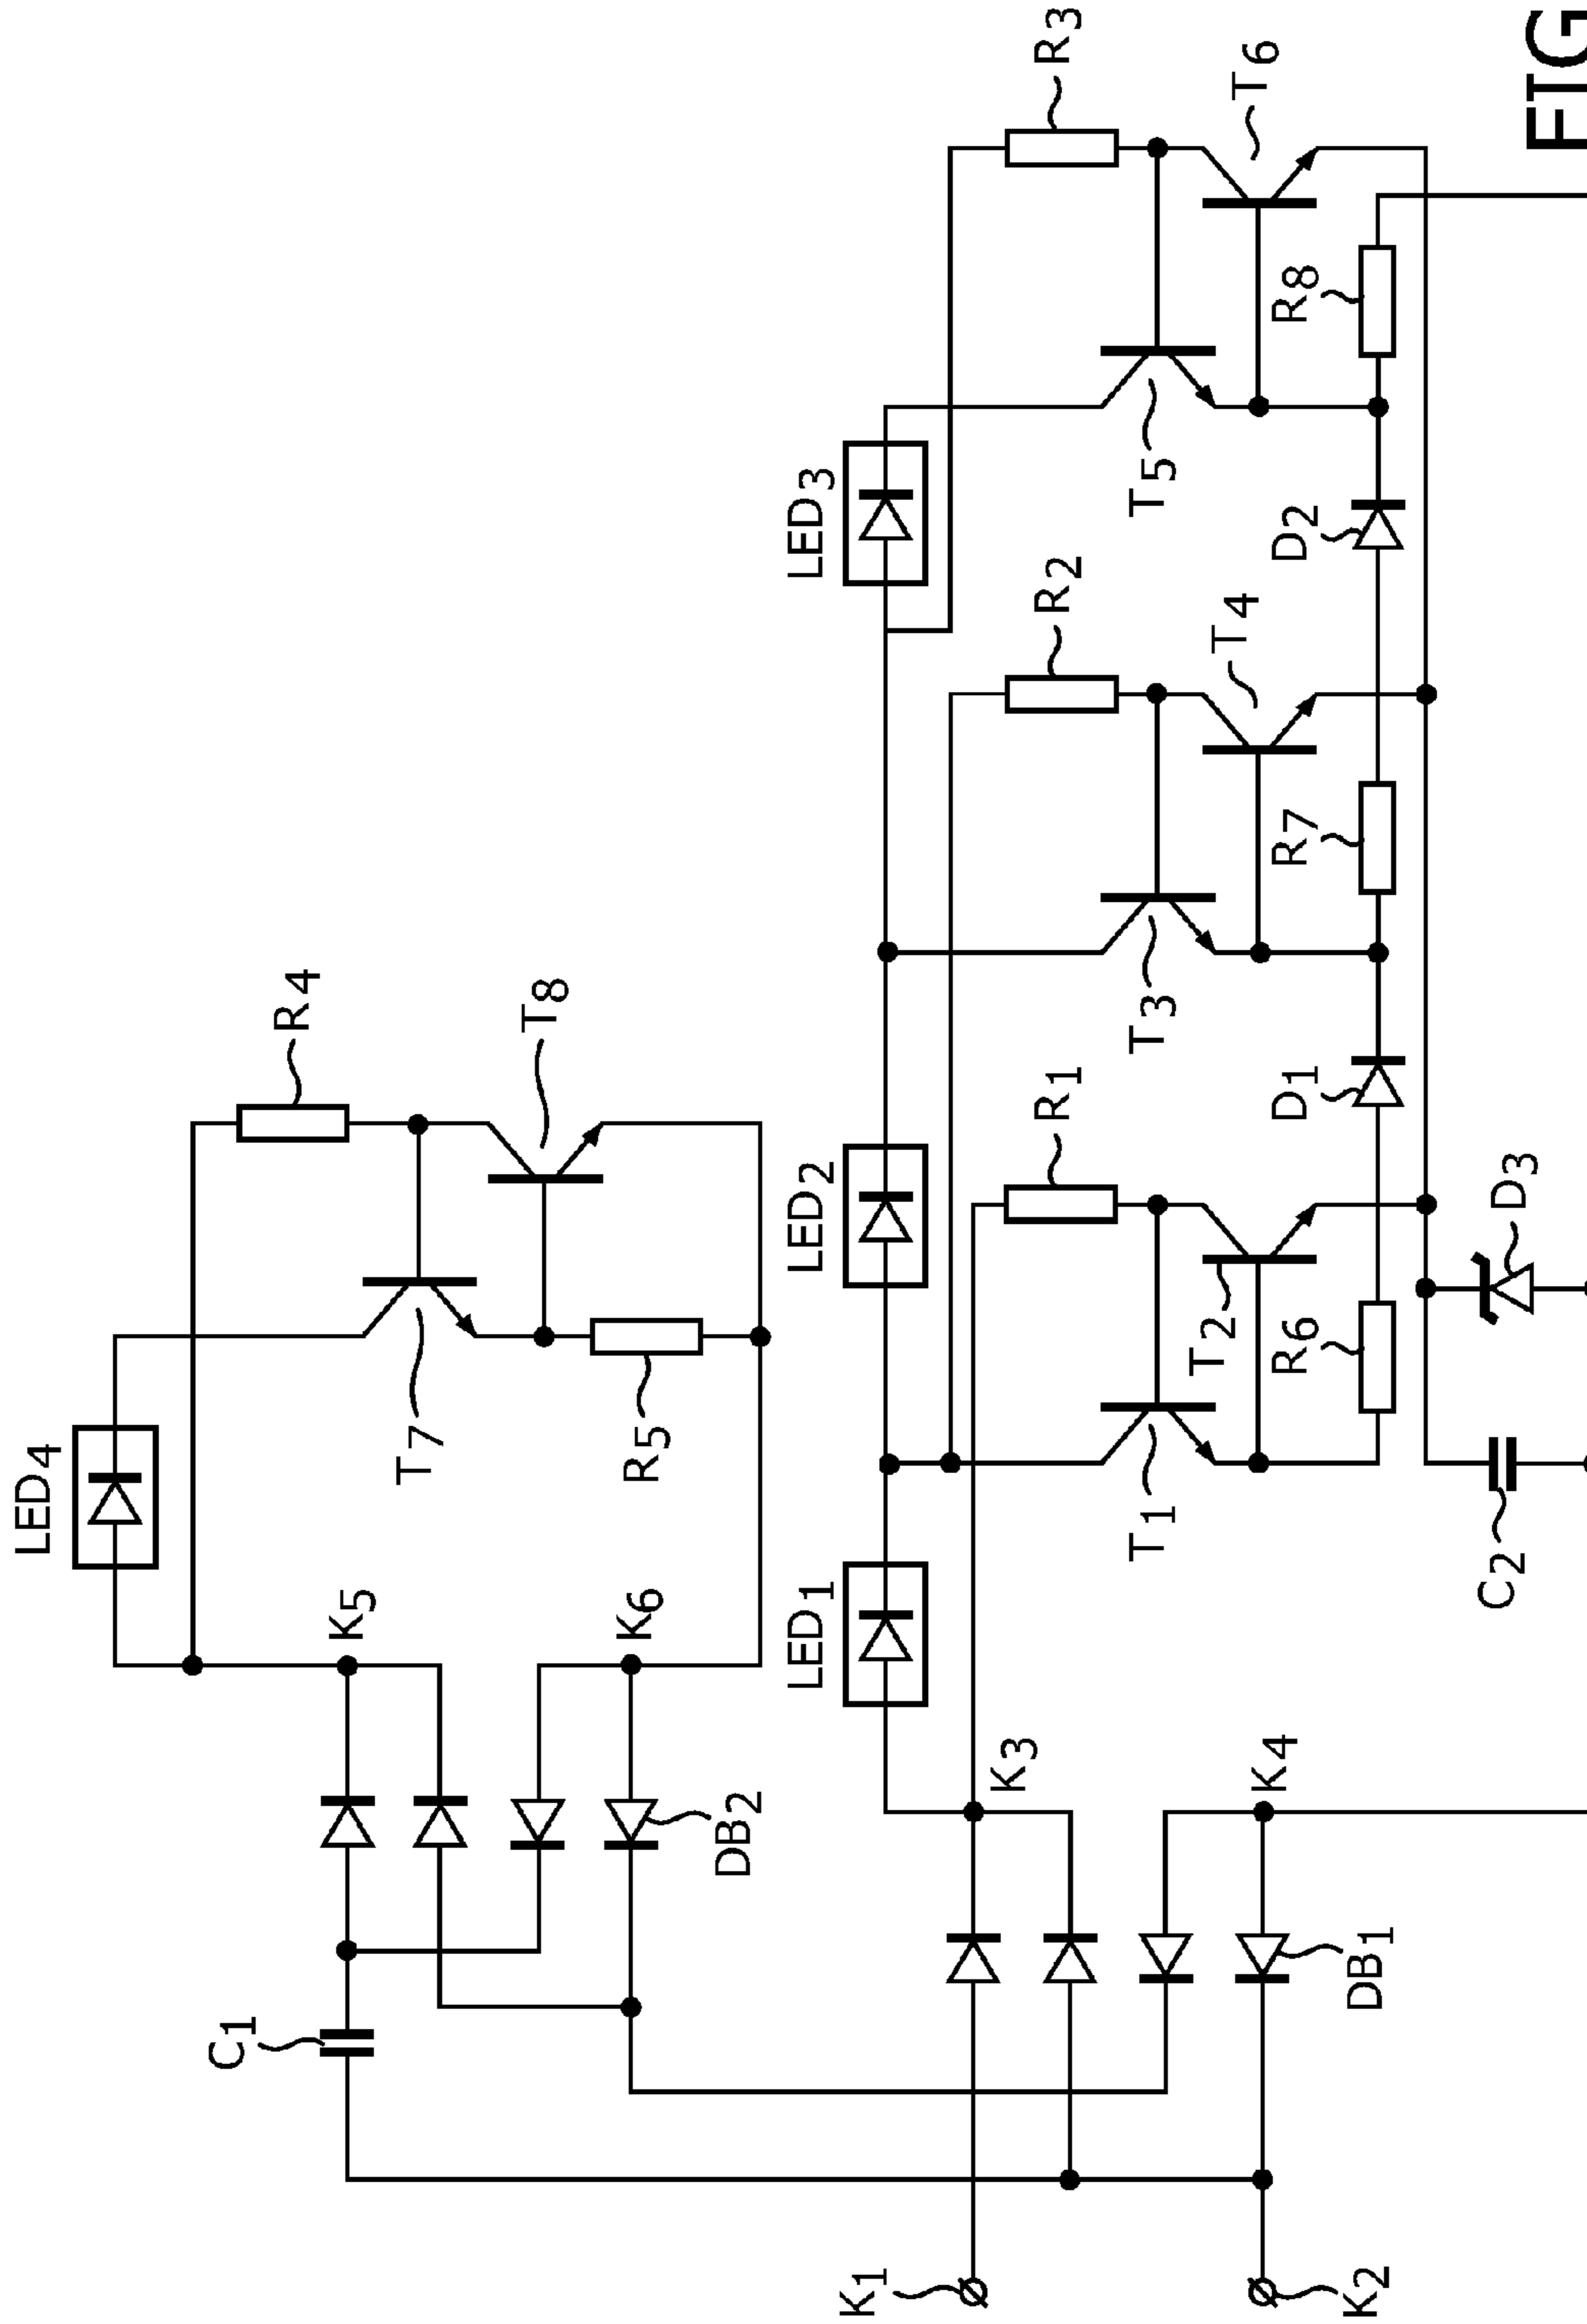 LED4
R4
T7
T8
R5
C1
K5
K6
DB2
LED1
LED2
LED3
K1
K3
R1
R2
R3
T1
T2
T3
T4
T5
T6
K4
DB1
R6
D1
R7
D2
R8
K2
C2
D3
FIG